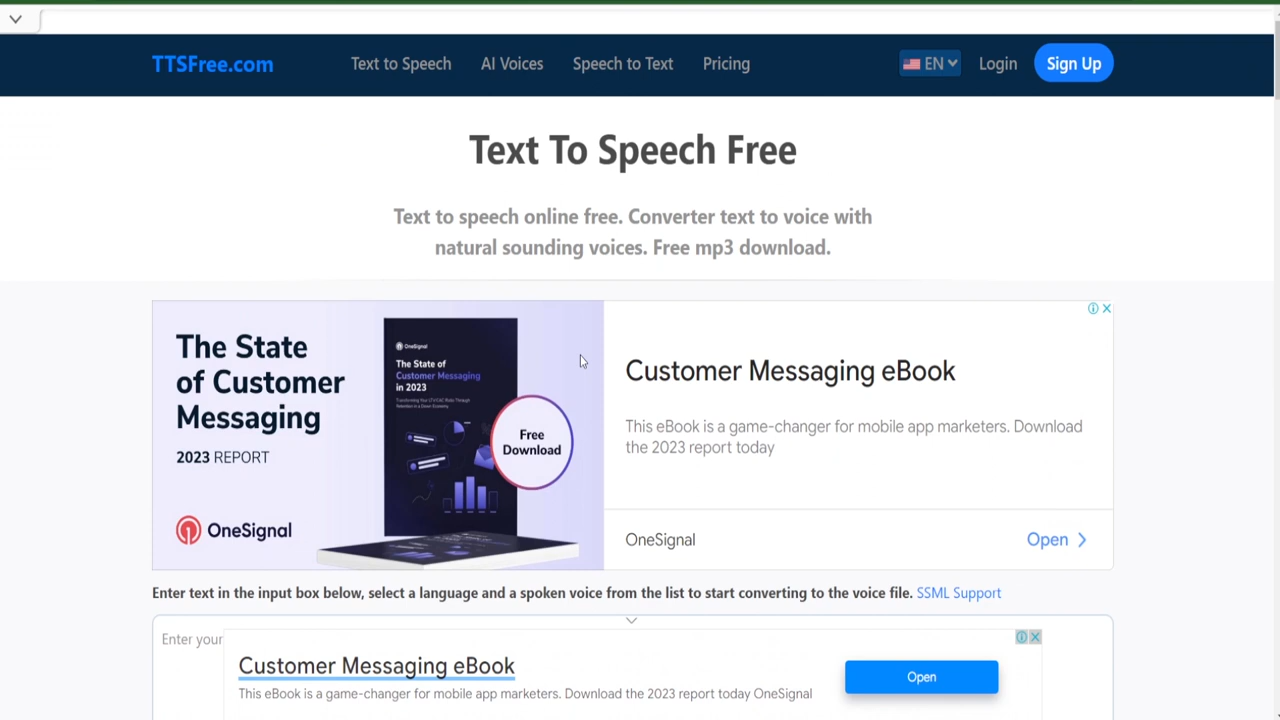 TTSFree.com
Text to Speech
AI Voices
Speech to Text
Pricing
EN
Login
Sign Up
Text To Speech Free
Text to speech online free. Converter text to voice with
natural sounding voices. Free mp3 download.
The State
of Customer
Messaging
2023 REPORT
OneSignal
OneSignal
The State of
Customer Messaging
in 2023
Free
Download
Customer Messaging eBook
This eBook is a game-changer for mobile app marketers. Download
the 2023 report today
OneSignal
Open
Enter text in the input box below, select a language and a spoken voice from the list to start converting to the voice file. SSML Support
Enter your
Customer Messaging eBook
This eBook is a game-changer for mobile app marketers. Download the 2023 report today OneSignal
Open